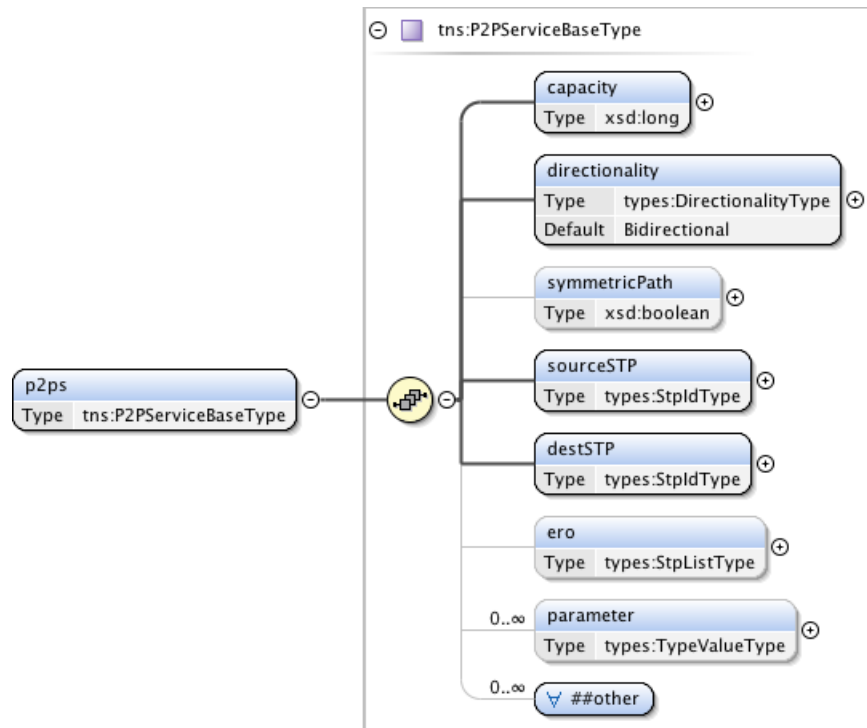 tns:P2PServiceBaseType
capacity
Type xsd:long
directionality
Type types:DirectionalityType
Default Bidirectional
symmetricPath
Type xsd:boolean
p2ps
Type tns:P2PServiceBaseType
sourceSTP
Type types:StpIdType
destSTP
Type types:StpIdType
ero
Type types:StpListType
0..∞
parameter
Type types:TypeValueType
0..∞
∀ ##other